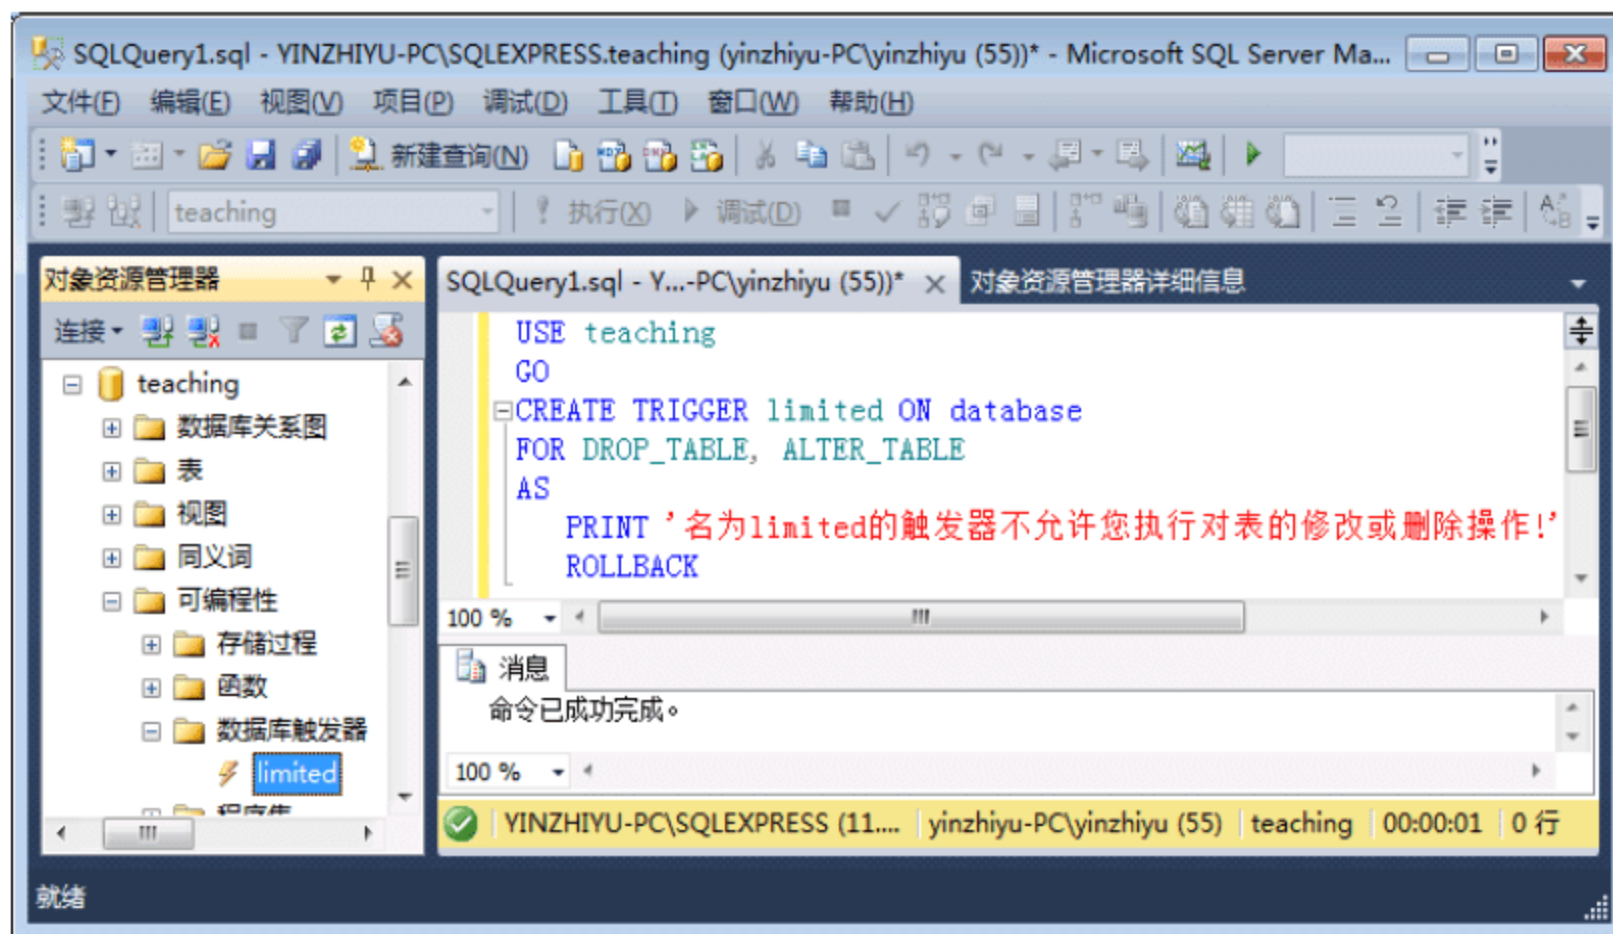 SQLQuery1.sql - YINZHIYU-PC\SQLEXPRESS.teaching (yinzhiyu-PC\yinzhiyu (55))* - Microsoft SQL Server Ma...
文件(F) 编辑(E) 视图(V) 项目(P) 调试(D) 工具(T) 窗口(W) 帮助(H)
新建查询(N)
teaching 执行(X) 调试(D)
对象资源管理器
连接
teaching
数据库关系图
表
视图
同义词
可编程性
存储过程
函数
数据库触发器
limited
程序集
SQLQuery1.sql - Y...-PC\yinzhiyu (55))* 对象资源管理器详细信息
USE teaching
GO
CREATE TRIGGER limited ON database
FOR DROP_TABLE, ALTER_TABLE
AS
PRINT '名为limited的触发器不允许您执行对表的修改或删除操作!'
ROLLBACK
100 %
消息
命令已成功完成。
100 %
YINZHIYU-PC\SQLEXPRESS (11.... yinzhiyu-PC\yinzhiyu (55) teaching 00:00:01 0 行
就绪